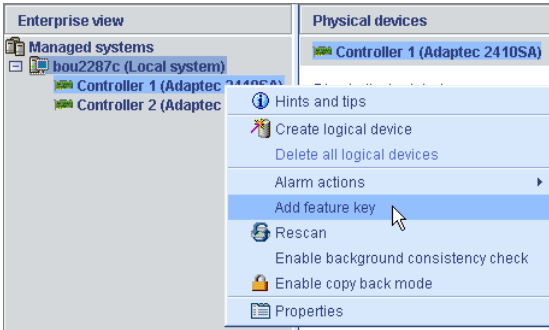 Enterprise view
Physical devices
Managed systems
Controller 1 (Adaptec 2410SA)
bou2287c (Local system)
Controller 1 (Adaptec 2410SA)
Controller 2 (Adaptec
Hints and tips
Create logical device
Delete all logical devices
Alarm actions
Add feature key
Rescan
Enable background consistency check
Enable copy back mode
Properties